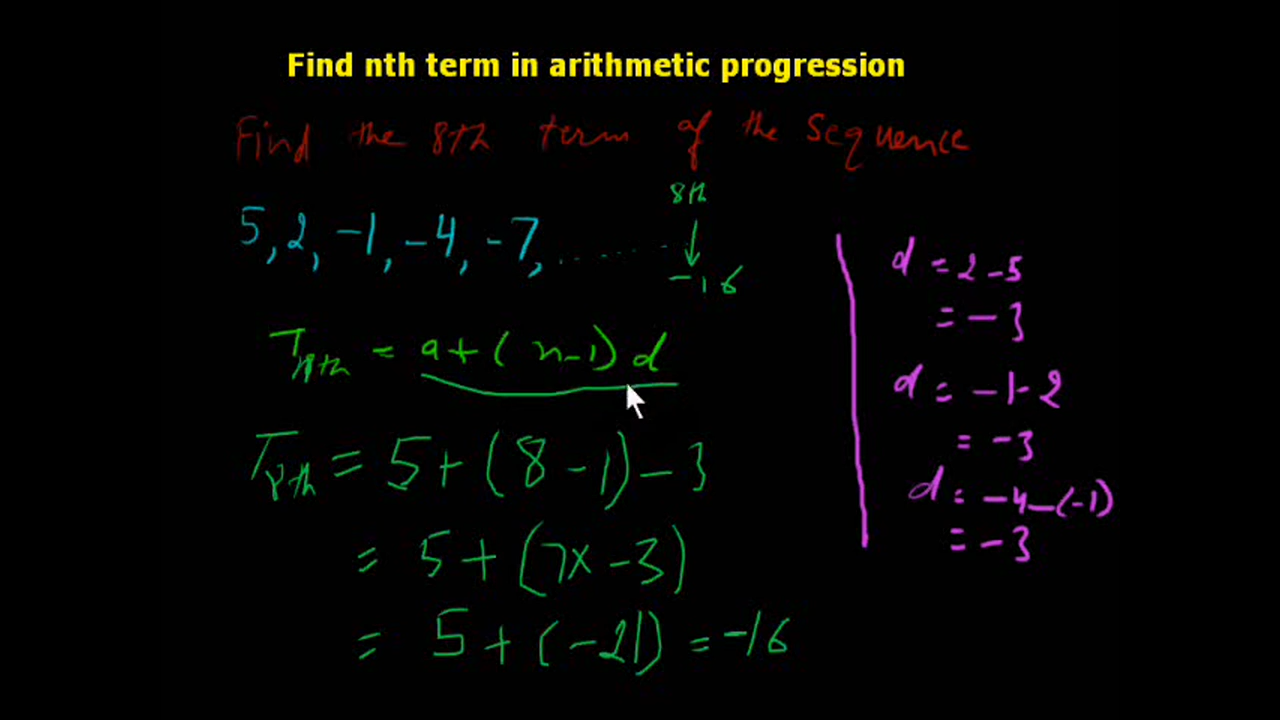 Find nth term in arithmetic progression
Find the 8th term of the Sequence
8th
5, 2, -1, -4, -7, ........
-16
Tnth = a+(n-1)d
T8th = 5+(8-1)-3
= 5+(7x-3)
= 5+(-21) = -16
d = 2-5
= -3
d = -1-2
= -3
d = -4-(-1)
= -3